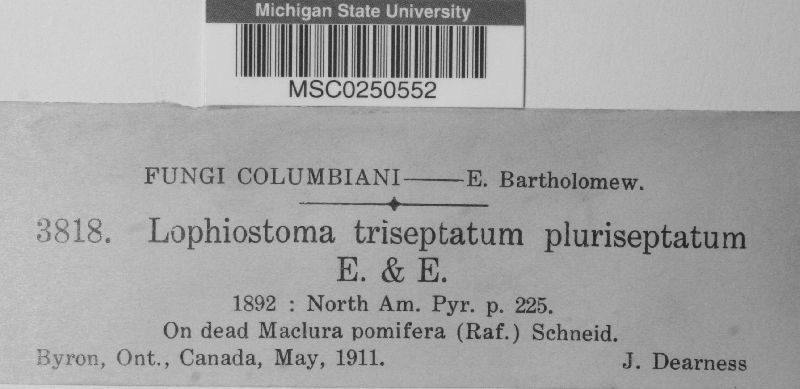 Michigan State University
MSC0250552
FUNGI COLUMBIANI——E. Bartholomew.
3818. Lophiostoma triseptatum pluriseptatum
E. & E.
1892 : North Am. Pyr. p. 225.
On dead Maclura pomifera (Raf.) Schneid.
Byron, Ont., Canada, May, 1911. J. Dearness